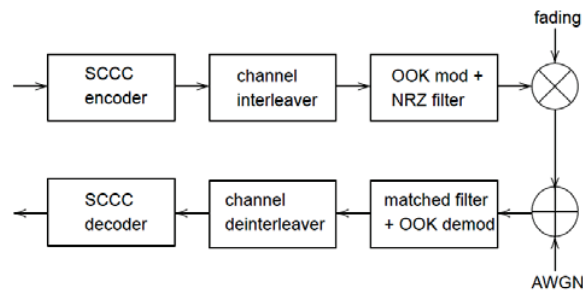 fading
SCCC
encoder
channel
interleaver
OOK mod +
NRZ filter
SCCC
decoder
channel
deinterleaver
matched filter
+ OOK demod
AWGN